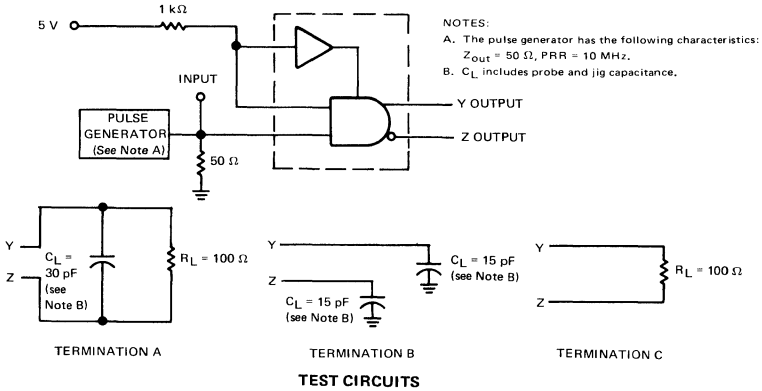 1 kΩ
5 V
NOTES:
A. The pulse generator has the following characteristics:
Zout = 50 Ω, PRR = 10 MHz.
B. CL includes probe and jig capacitance.
INPUT
PULSE
GENERATOR
(See Note A)
50 Ω
Y OUTPUT
Z OUTPUT
Y
Z
CL =
30 pF
(see
Note B)
RL = 100 Ω
TERMINATION A
Y
Z
CL = 15 pF
(see Note B)
CL = 15 pF
(see Note B)
TERMINATION B
Y
Z
RL = 100 Ω
TERMINATION C
TEST CIRCUITS